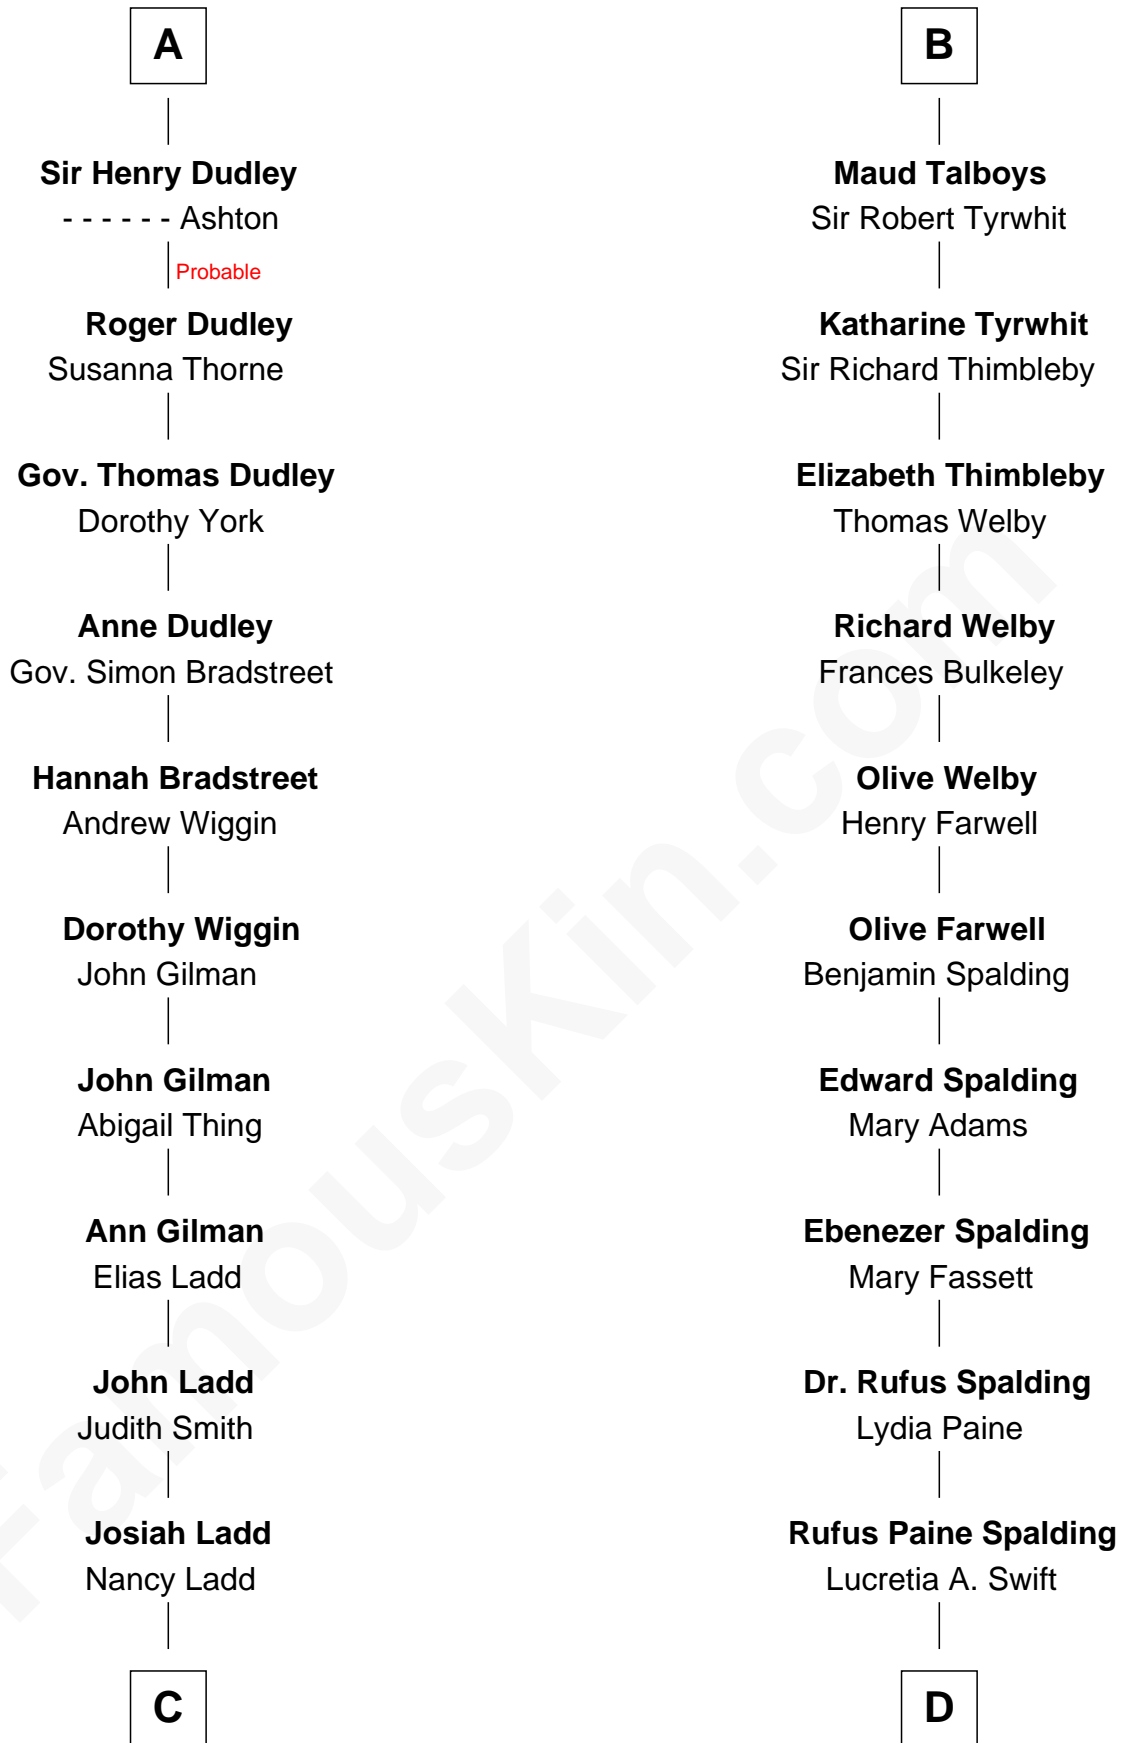 A
Sir Henry Dudley
- - - - - - Ashton
Probable
Roger Dudley
Susanna Thorne
Gov. Thomas Dudley
Dorothy York
Anne Dudley
Gov. Simon Bradstreet
Hannah Bradstreet
Andrew Wiggin
Dorothy Wiggin
John Gilman
John Gilman
Abigail Thing
Ann Gilman
Elias Ladd
John Ladd
Judith Smith
Josiah Ladd
Nancy Ladd
C
B
Maud Talboys
Sir Robert Tyrwhit
Katharine Tyrwhit
Sir Richard Thimbleby
Elizabeth Thimbleby
Thomas Welby
Richard Welby
Frances Bulkeley
Olive Welby
Henry Farwell
Olive Farwell
Benjamin Spalding
Edward Spalding
Mary Adams
Ebenezer Spalding
Mary Fassett
Dr. Rufus Spalding
Lydia Paine
Rufus Paine Spalding
Lucretia A. Swift
D
FamousKin.com